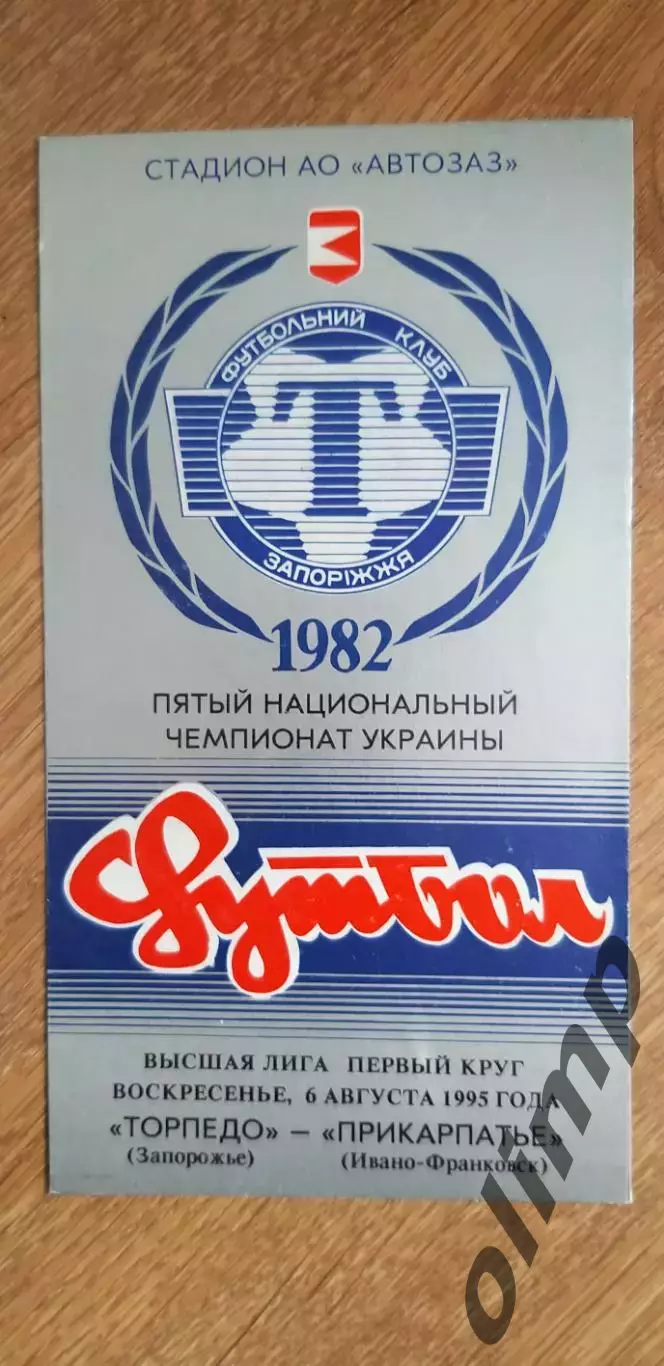 СТАДИОН АО «АВТОЗАЗ»
ФУТБОЛЬНИЙ КЛУБ
Т
ЗАПОРІЖЖЯ
1982
ПЯТЫЙ НАЦИОНАЛЬНЫЙ
ЧЕМПИОНАТ УКРАИНЫ
Футбол
ВЫСШАЯ ЛИГА ПЕРВЫЙ КРУГ
ВОСКРЕСЕНЬЕ, 6 АВГУСТА 1995 ГОДА
«ТОРПЕДО» – «ПРИКАРПАТЬЕ»
(Запорожье) (Ивано-Франковск)
olimp